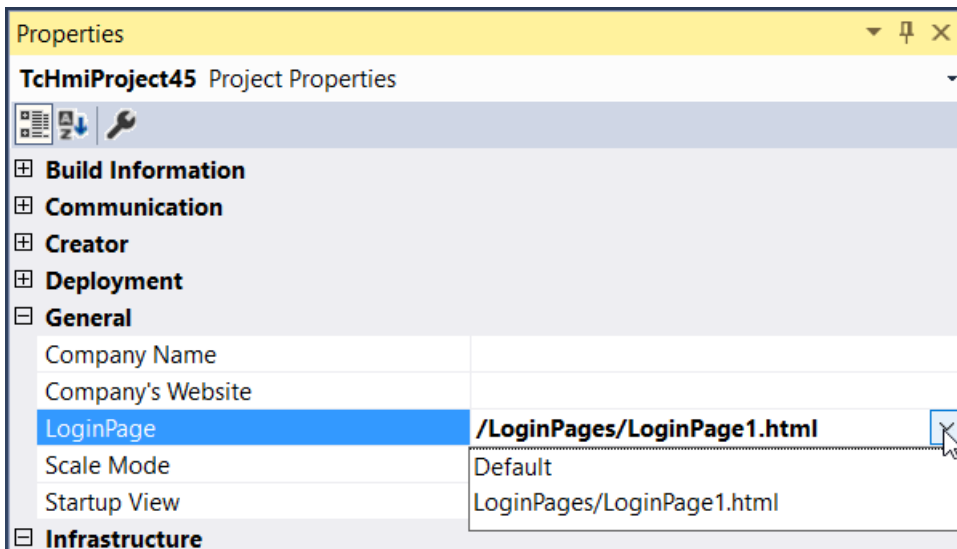 Properties
TcHmiProject45 Project Properties
Build Information
Communication
Creator
Deployment
General
Company Name
Company's Website
LoginPage /LoginPages/LoginPage1.html
Scale Mode Default
Startup View LoginPages/LoginPage1.html
Infrastructure